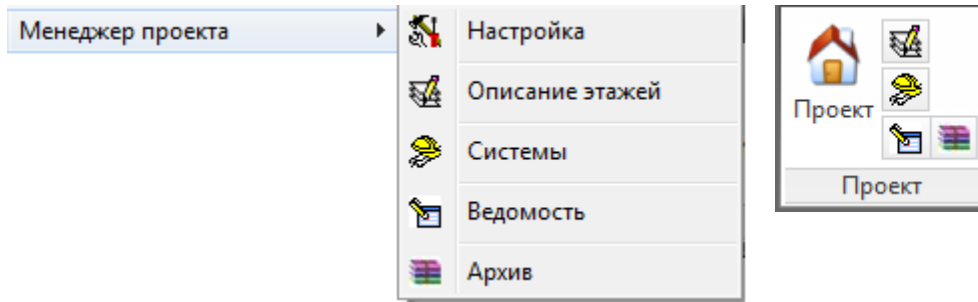 Менеджер проекта
Настройка
Описание этажей
Системы
Ведомость
Архив
Проект
Проект